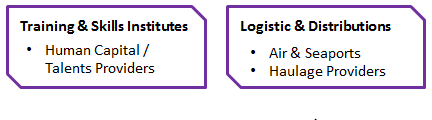 Training & Skills Institutes
• Human Capital /
Talents Providers
Logistic & Distributions
• Air & Seaports
• Haulage Providers